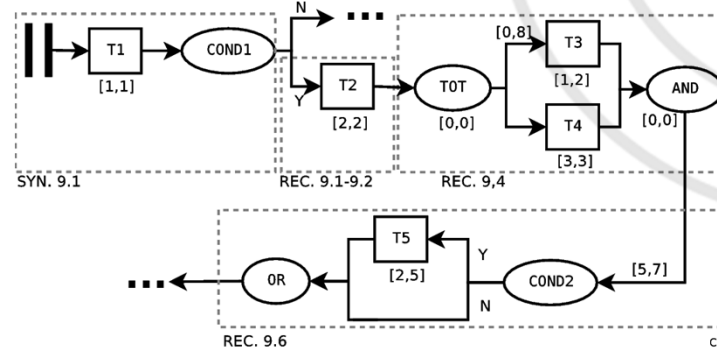 N
...
T1
COND1
[1,1]
Y
T2
[2,2]
TOT
[0,0]
[0,8]
T3
[1,2]
T4
[3,3]
AND
[0,0]
SYN. 9.1
REC. 9.1-9.2
REC. 9,4
T5
[2,5]
Y
N
COND2
[5,7]
OR
...
REC. 9.6
c